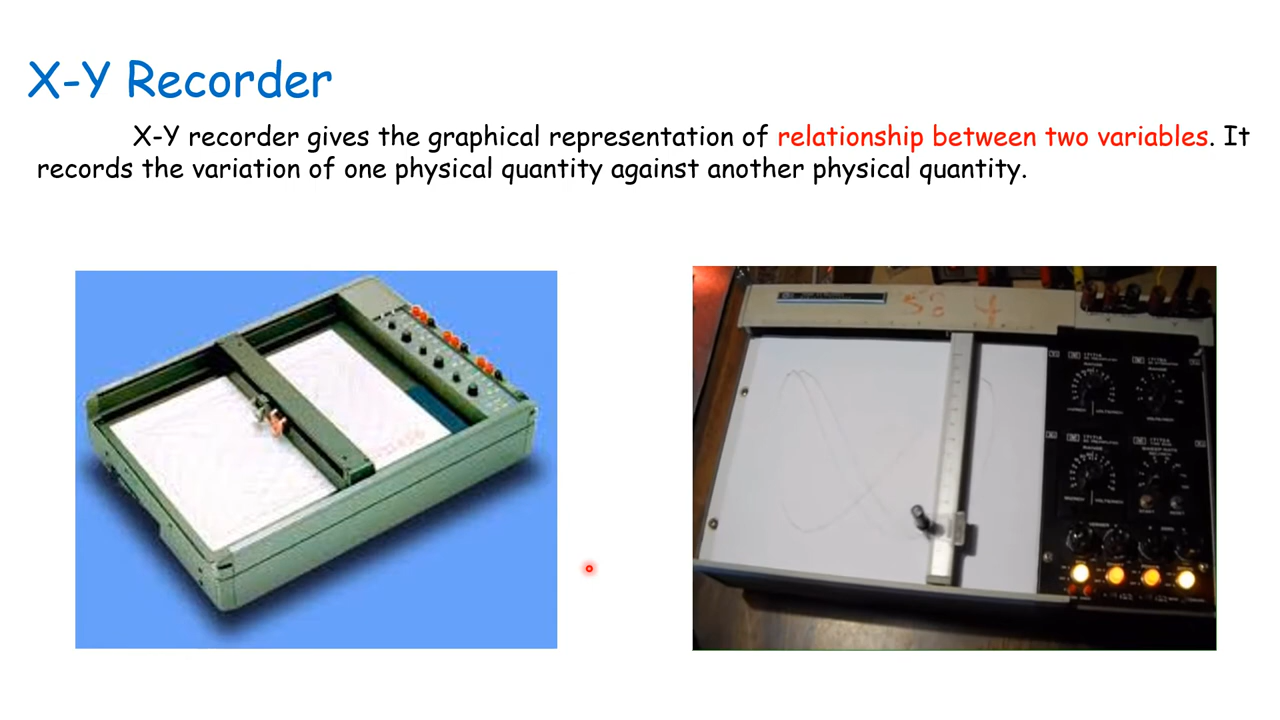 X-Y Recorder
X-Y recorder gives the graphical representation of relationship between two variables. It
records the variation of one physical quantity against another physical quantity.